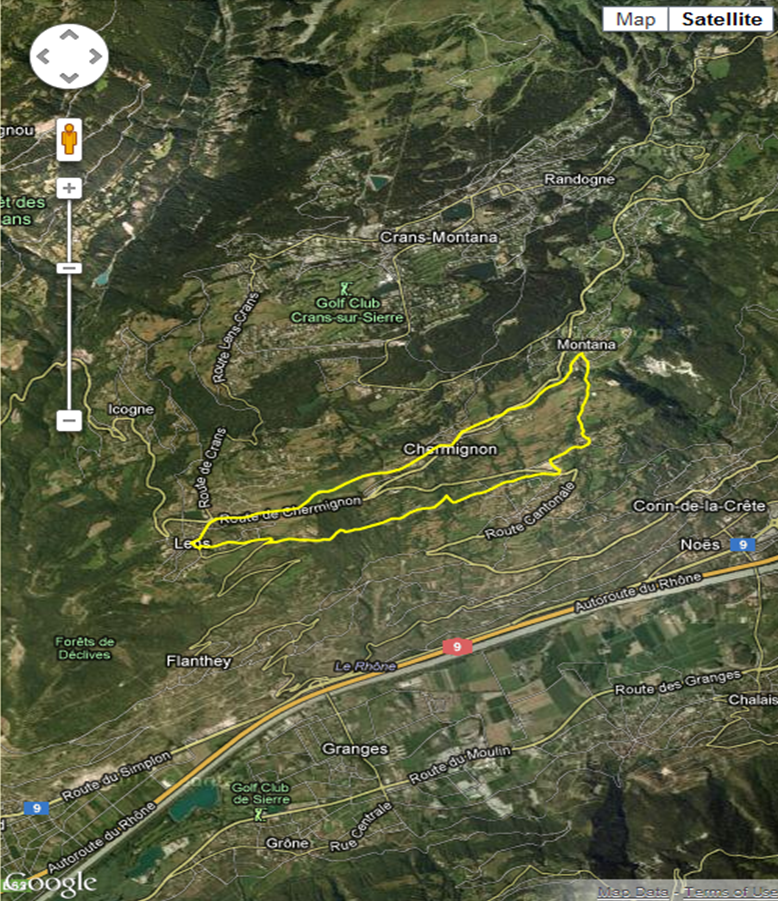 Map Satellite
gnou
Randogne
êt des
ans
Crans-Montana
Golf Club
Crans-sur-Sierre
Route Lens-Crans
Montana
Icogne
Chermignon
Route de Crans
Route de Chermignon
Route Cantonale
Corin-de-la-Crête
Lens
Noës 9
Autoroute du Rhône
Forêts de
Déclives
9
Flanthey
Le Rhône
Route des Granges
Chalais
Granges
Route du Moulin
Route du Simplon
Golf Club
de Sierre
9
d
Autoroute du Rhône
Grône
Rue Centrale
Google
Map Data - Terms of Use